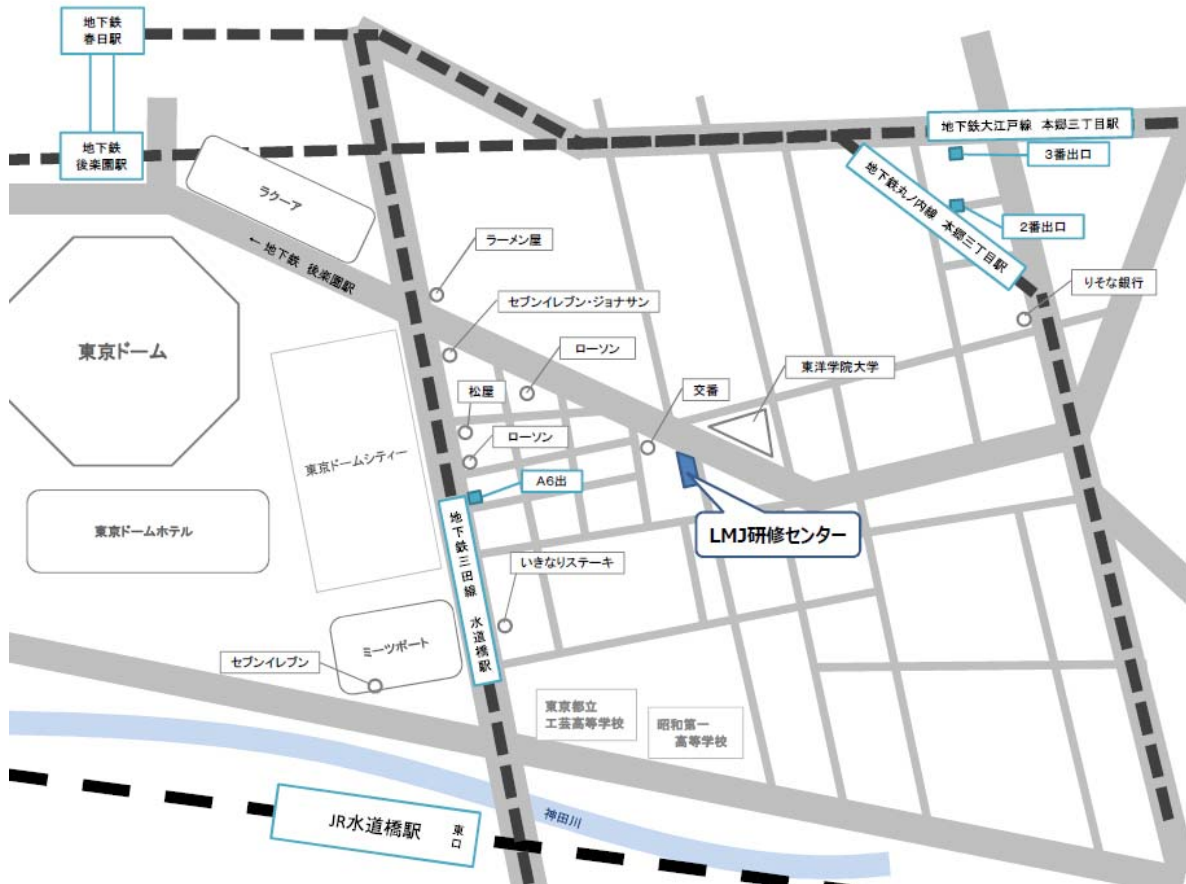 地下鉄
春日駅
地下鉄
後楽園駅
地下鉄大江戸線 本郷三丁目駅
3番出口
地下鉄丸ノ内線 本郷三丁目駅
2番出口
りそな銀行
ラクーア
← 地下鉄 後楽園駅
ラーメン屋
セブンイレブン・ジョナサン
ローソン
東京ドーム
東洋学院大学
交番
松屋
ローソン
東京ドームシティー
A6出
LMJ研修センター
東京ドームホテル
地下鉄三田線 水道橋駅
いきなりステーキ
ミーツポート
セブンイレブン
東京都立
工芸高等学校
昭和第一
高等学校
神田川
JR水道橋駅 東口